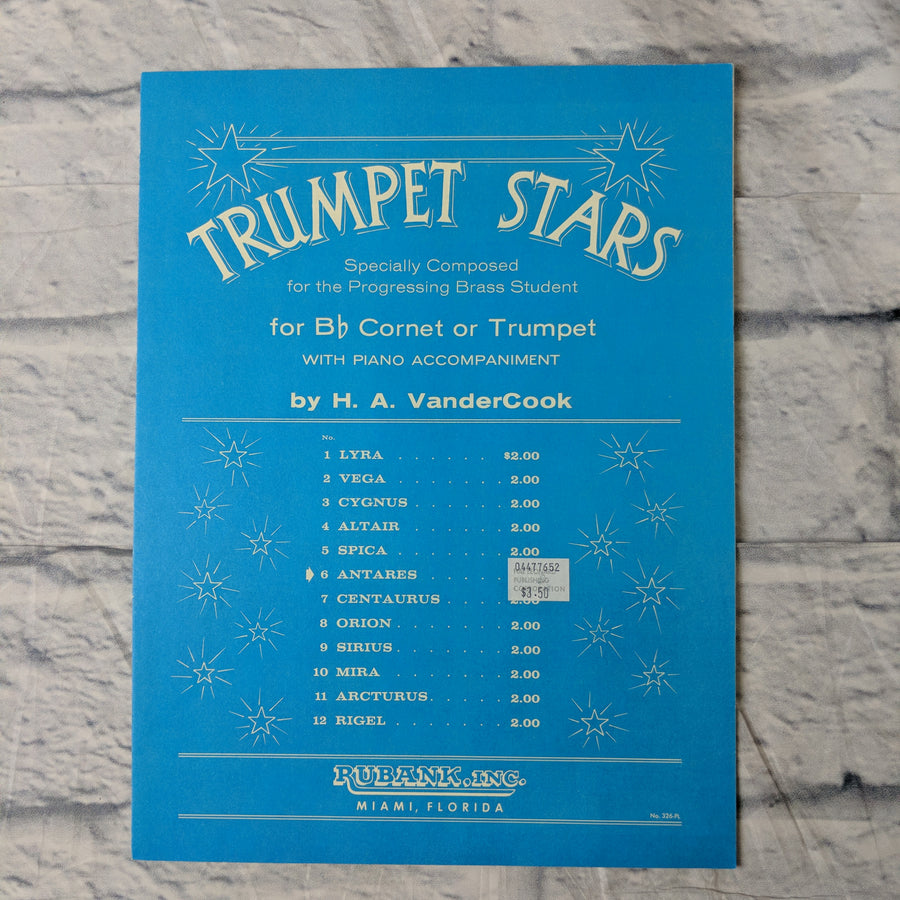 TRUMPET STARS
Specially Composed
for the Progressing Brass Student
for B♭ Cornet or Trumpet
WITH PIANO ACCOMPANIMENT
by H. A. VanderCook
No.
1 LYRA . . . . . . $2.00
2 VEGA . . . . . . . 2.00
3 CYGNUS . . . . . . 2.00
4 ALTAIR . . . . . . 2.00
5 SPICA . . . . . . . 2.00
6 ANTARES . . . . .
04477652
PUBLISHING
$3.50
7 CENTAURUS . . . . 2.00
8 ORION . . . . . . . 2.00
9 SIRIUS . . . . . . . 2.00
10 MIRA . . . . . . . 2.00
11 ARCTURUS . . . . . 2.00
12 RIGEL . . . . . . . 2.00
RUBANK, INC.
MIAMI, FLORIDA
No. 326-PL